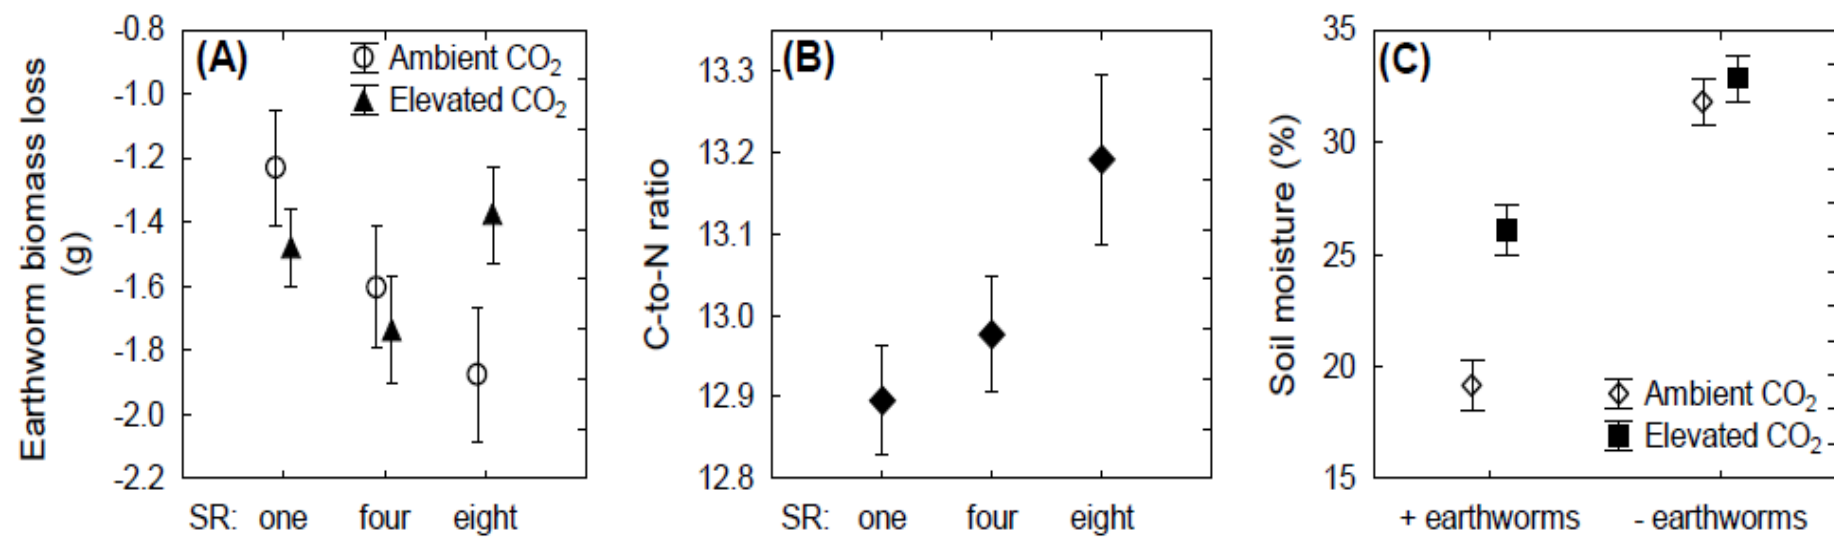 Earthworm biomass loss
(g)
-0.8
-1.0
-1.2
-1.4
-1.6
-1.8
-2.0
-2.2
(A)
Ambient CO₂
Elevated CO₂
SR: one four eight
C-to-N ratio
13.3
13.2
13.1
13.0
12.9
12.8
(B)
SR: one four eight
Soil moisture (%)
35
30
25
20
15
(C)
Ambient CO₂
Elevated CO₂
+ earthworms - earthworms